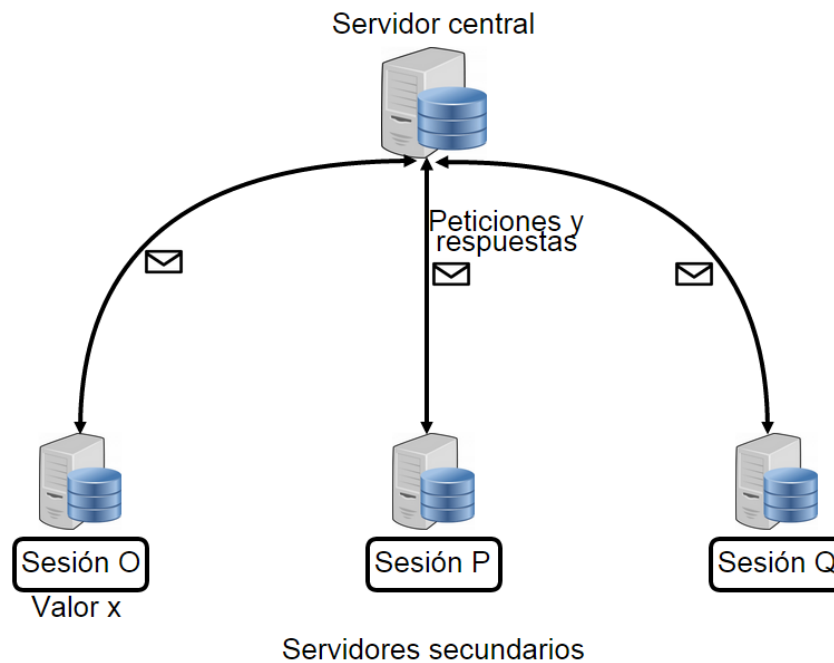 Servidor central
Peticiones y
respuestas
Sesión O
Sesión P
Sesión Q
Valor x
Servidores secundarios